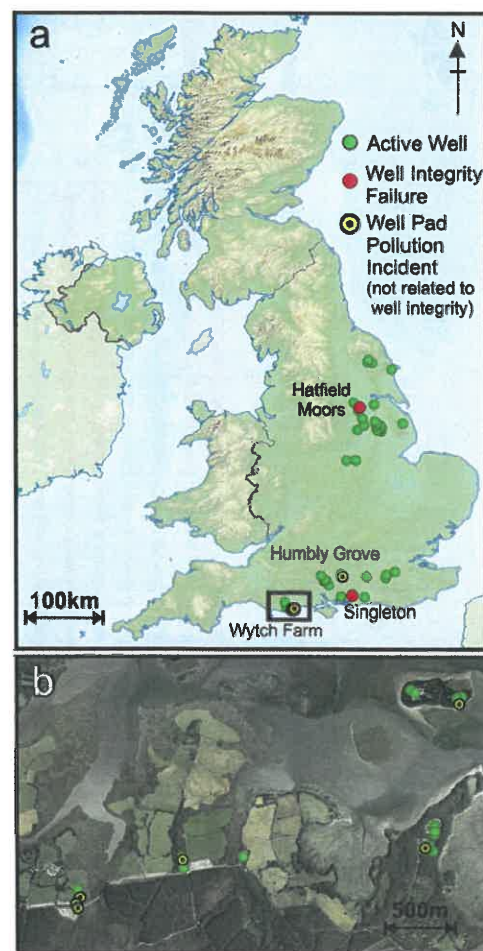 a
N
Active Well
Well Integrity
Failure
Well Pad
Pollution
Incident
(not related to
well integrity)
Hatfield
Moors
Humbly Grove
100km
Singleton
Wytch Farm
b
500m